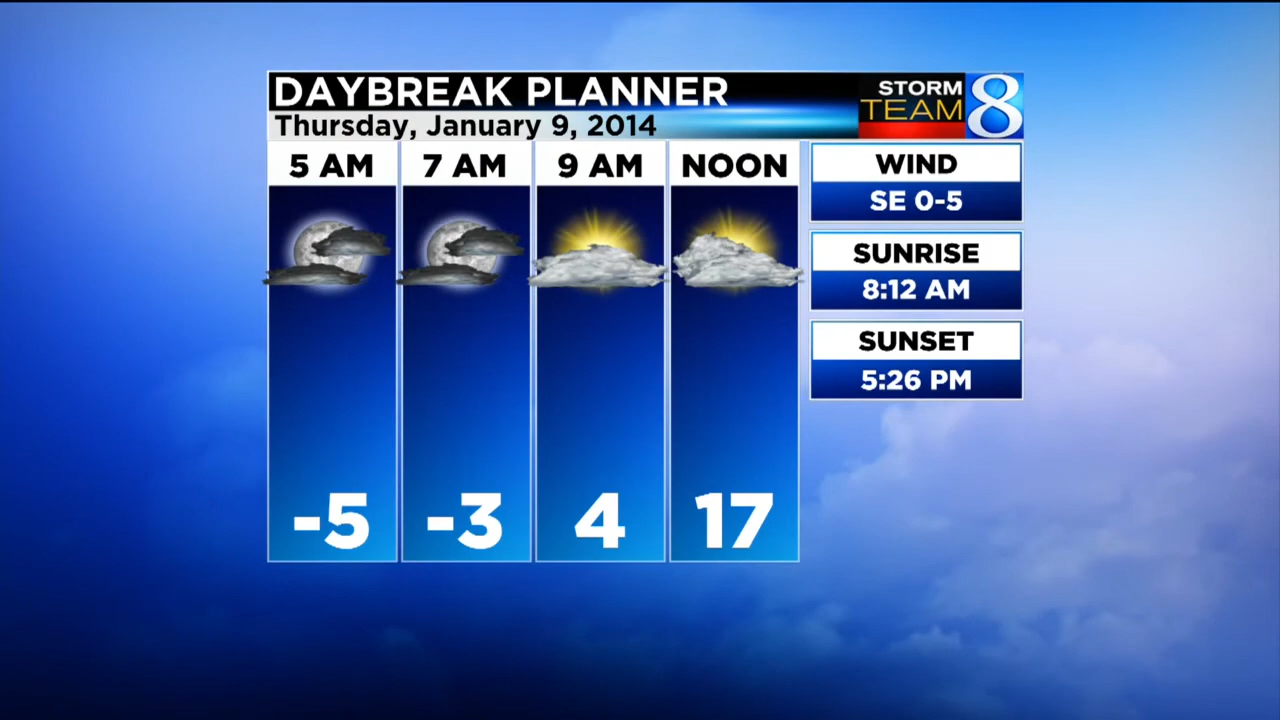 DAYBREAK PLANNER
Thursday, January 9, 2014
STORM
TEAM 8
5 AM 7 AM 9 AM NOON
-5 -3 4 17
WIND
SE 0-5
SUNRISE
8:12 AM
SUNSET
5:26 PM